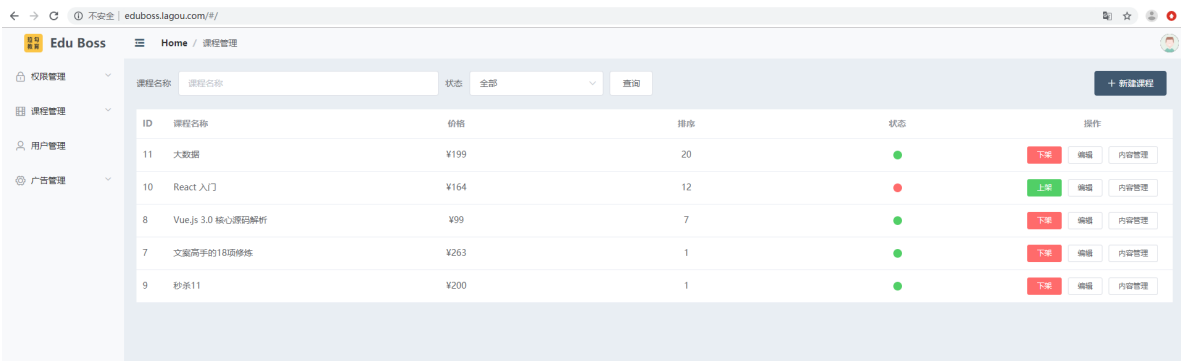 不安全 | eduboss.lagou.com/#/
拉勾教育 Edu Boss
Home / 课程管理
权限管理
课程管理
用户管理
广告管理
课程名称 课程名称 状态 全部 查询 + 新建课程
ID 课程名称 价格 排序 状态 操作
11 大数据 ¥199 20 下架 编辑 内容管理
10 React 入门 ¥164 12 上架 编辑 内容管理
8 Vue.js 3.0 核心源码解析 ¥99 7 下架 编辑 内容管理
7 文案高手的18项修炼 ¥263 1 下架 编辑 内容管理
9 秒杀11 ¥200 1 下架 编辑 内容管理